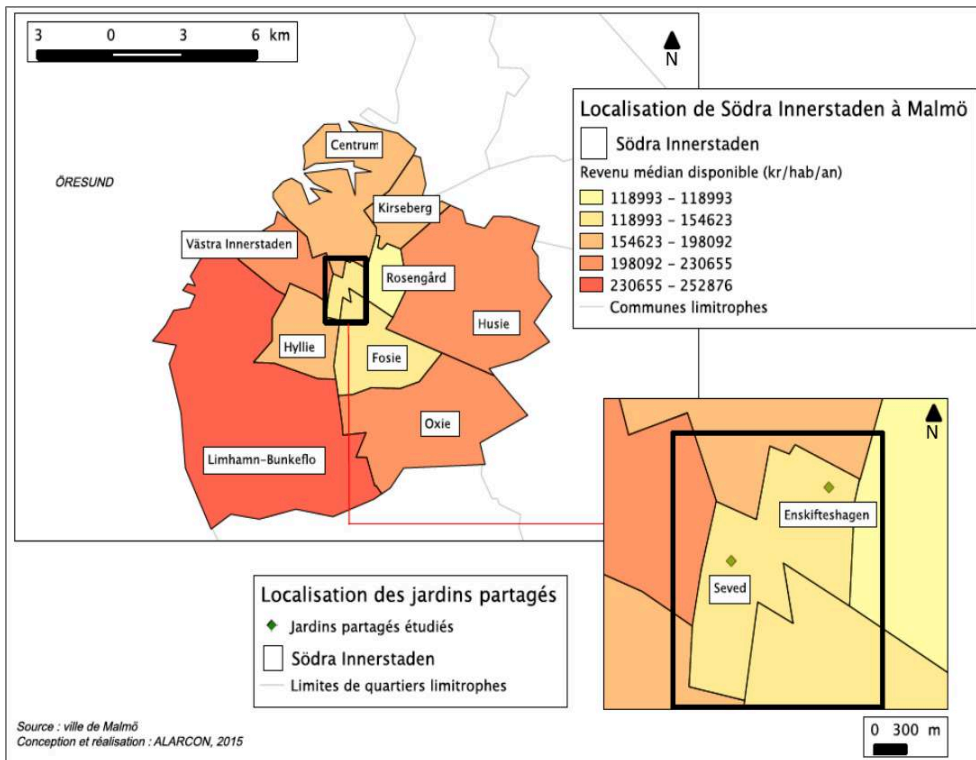 3 0 3 6 km
N
Localisation de Södra Innerstaden à Malmö
Södra Innerstaden
Revenu médian disponible (kr/hab/an)
118993 – 118993
118993 – 154623
154623 – 198092
198092 – 230655
230655 – 252876
Communes limitrophes
ÖRESUND
Centrum
Kirseberg
Västra Innerstaden
Rosengård
Husie
Hyllie
Fosie
Oxie
Limhamn-Bunkeflo
N
Enskifteshagen
Seved
Localisation des jardins partagés
Jardins partagés étudiés
Södra Innerstaden
Limites de quartiers limitrophes
0 300 m
Source : ville de Malmö
Conception et réalisation : ALARCON, 2015